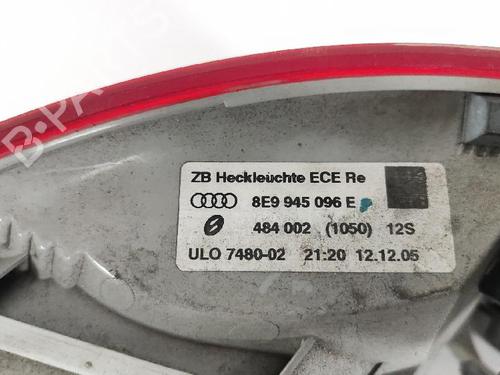 ZB Heckleuchte ECE Re
8E9 945 096 E
484 002 (1050) 12S
ULO 7480-02 21:20 12.12.05
B-PARTS